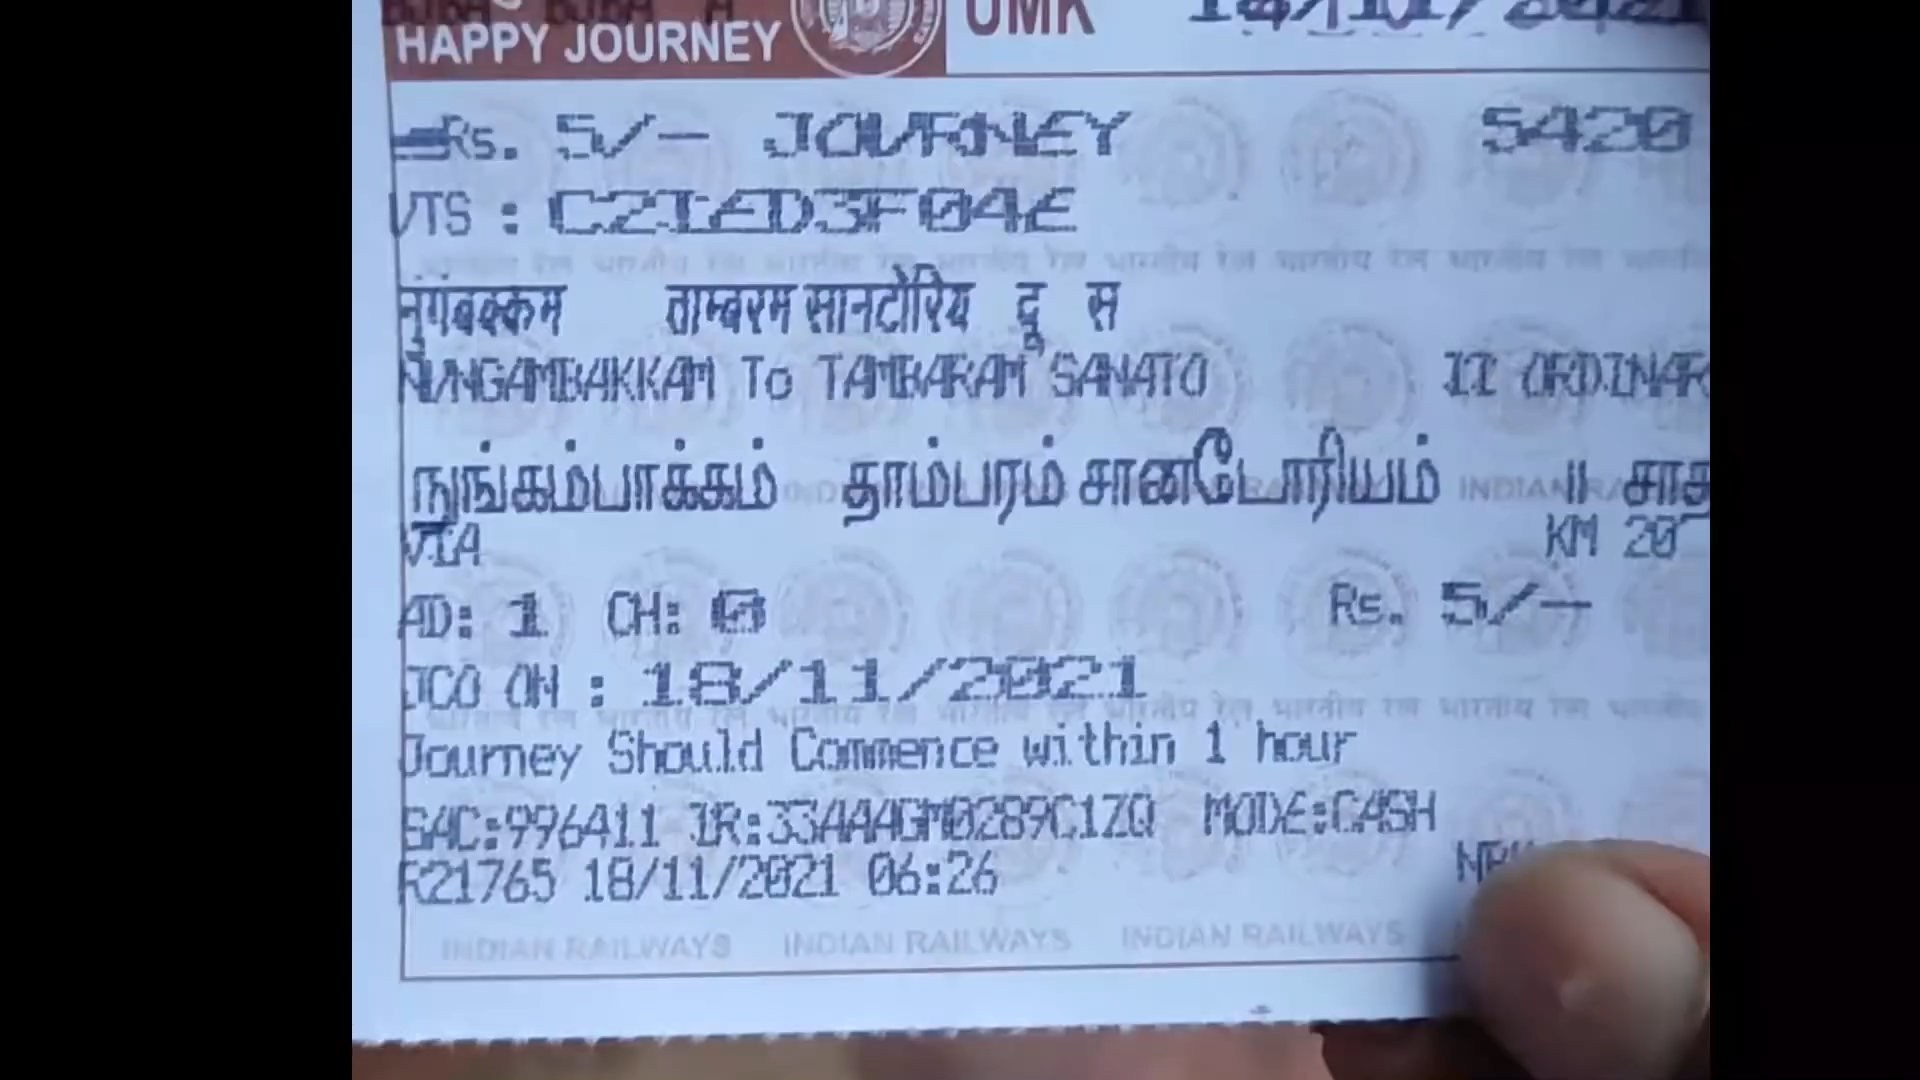 HAPPY JOURNEY UMK
Rs. 5/- JOURNEY 5420
UTS : C21ED3F04E
नुंगंबक्कम ताम्बरम सानटोरिय द्वू स
NUNGAMBAKKAM To TAMBARAM SANATO II ORDINAR
நுங்கம்பாக்கம் தாம்பரம் சானடோரியம் II சாத
VIA KM 20
AD: 1 CH: 0 Rs. 5/-
JCO ON : 18/11/2021
Journey Should Commence within 1 hour
SAC:996411 IR:33AAAGM0289C1ZQ MODE:CASH
R21765 18/11/2021 06:26
INDIAN RAILWAYS INDIAN RAILWAYS INDIAN RAILWAYS